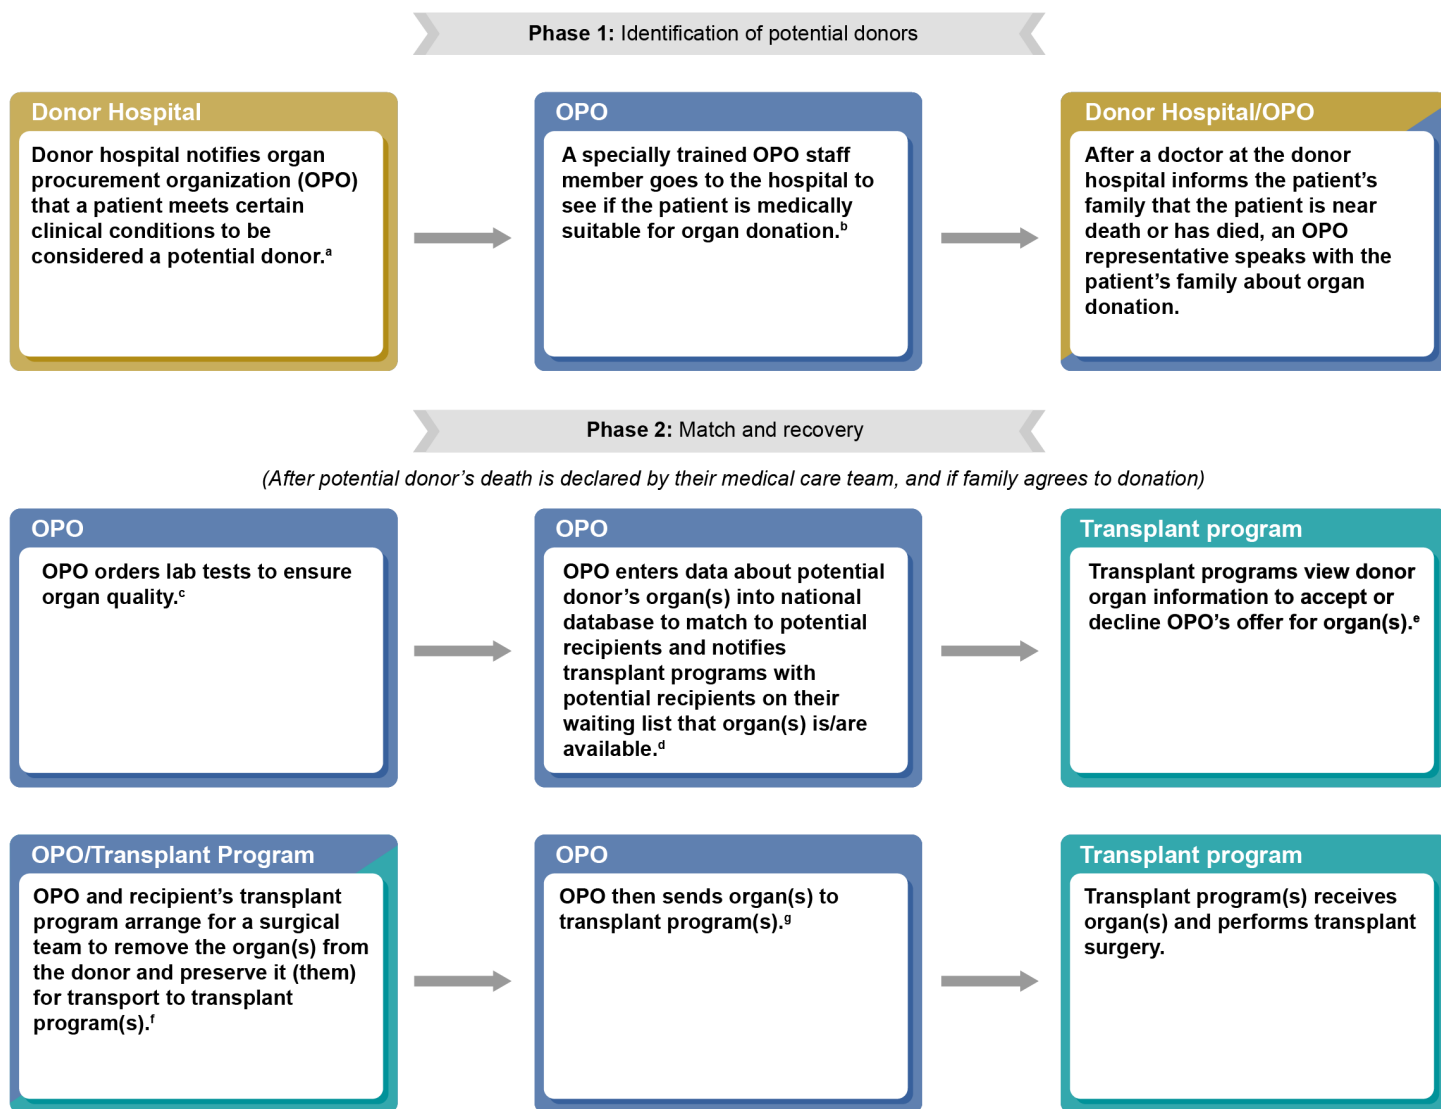 Phase 1: Identification of potential donors
Donor Hospital
Donor hospital notifies organ
procurement organization (OPO)
that a patient meets certain
clinical conditions to be
considered a potential donor.a
OPO
A specially trained OPO staff
member goes to the hospital to
see if the patient is medically
suitable for organ donation.b
Donor Hospital/OPO
After a doctor at the donor
hospital informs the patient’s
family that the patient is near
death or has died, an OPO
representative speaks with the
patient’s family about organ
donation.
Phase 2: Match and recovery
(After potential donor’s death is declared by their medical care team, and if family agrees to donation)
OPO
OPO orders lab tests to ensure
organ quality.c
OPO
OPO enters data about potential
donor’s organ(s) into national
database to match to potential
recipients and notifies
transplant programs with
potential recipients on their
waiting list that organ(s) is/are
available.d
Transplant program
Transplant programs view donor
organ information to accept or
decline OPO’s offer for organ(s).e
OPO/Transplant Program
OPO and recipient’s transplant
program arrange for a surgical
team to remove the organ(s) from
the donor and preserve it (them)
for transport to transplant
program(s).f
OPO
OPO then sends organ(s) to
transplant program(s).g
Transplant program
Transplant program(s) receives
organ(s) and performs transplant
surgery.